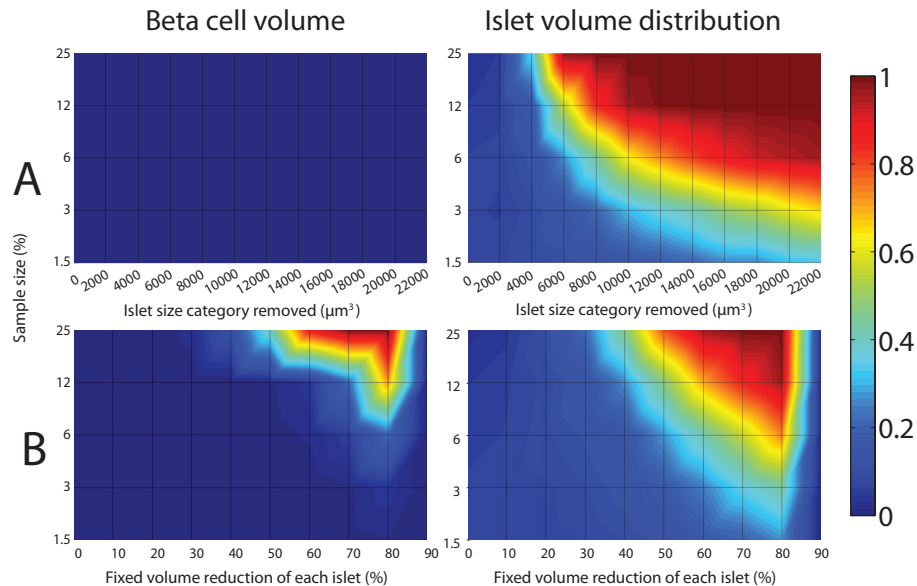 Beta cell volume Islet volume distribution
A
B
Sample size (%)
25 12 6 3 1.5
0 2000 4000 6000 8000 10000 12000 14000 16000 18000 20000 22000
Islet size category removed (µm³)
25 12 6 3 1.5
0 2000 4000 6000 8000 10000 12000 14000 16000 18000 20000 22000
Islet size category removed (µm³)
25 12 6 3 1.5
0 10 20 30 40 50 60 70 80 90
Fixed volume reduction of each islet (%)
25 12 6 3 1.5
0 10 20 30 40 50 60 70 80 90
Fixed volume reduction of each islet (%)
1
0.8
0.6
0.4
0.2
0